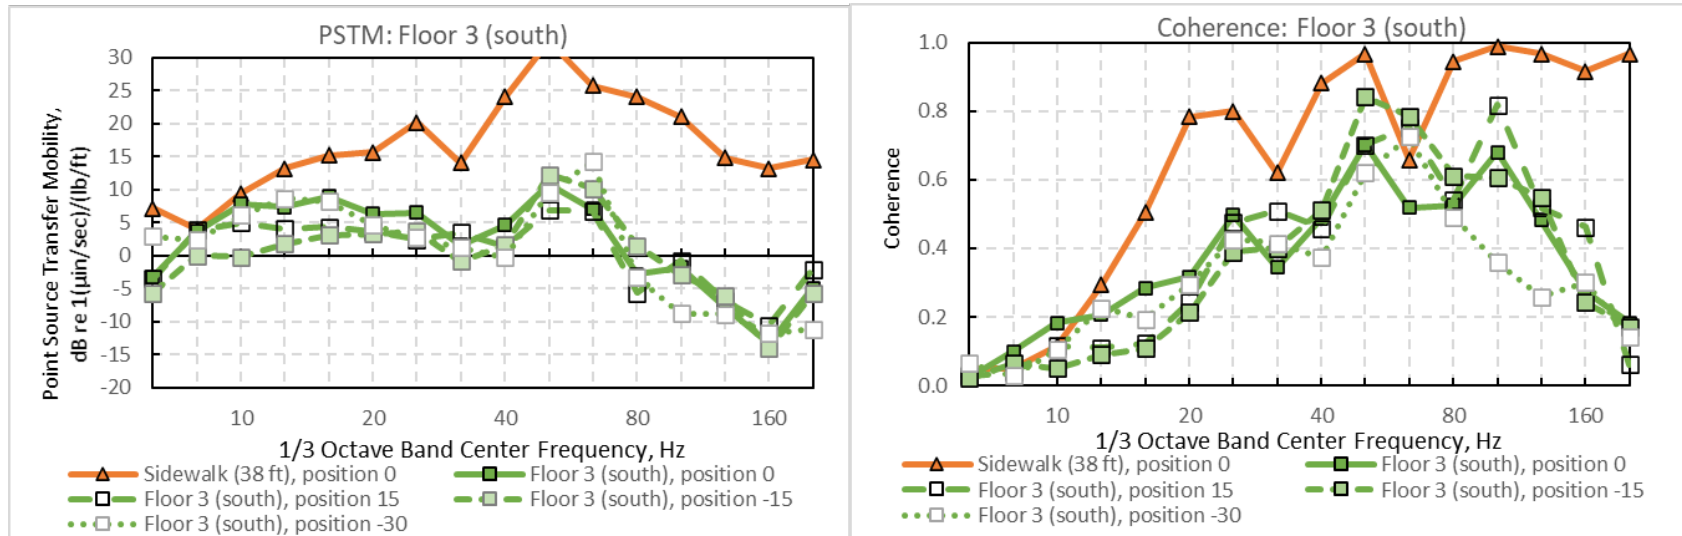 PSTM: Floor 3 (south)
Point Source Transfer Mobility,
dB re 1(µin/sec)/(lb/ft)
30
25
20
15
10
5
0
-5
-10
-15
-20
10 20 40 80 160
1/3 Octave Band Center Frequency, Hz
Sidewalk (38 ft), position 0
Floor 3 (south), position 0
Floor 3 (south), position 15
Floor 3 (south), position -15
Floor 3 (south), position -30
Coherence: Floor 3 (south)
Coherence
1.0
0.8
0.6
0.4
0.2
0.0
10 20 40 80 160
1/3 Octave Band Center Frequency, Hz
Sidewalk (38 ft), position 0
Floor 3 (south), position 0
Floor 3 (south), position 15
Floor 3 (south), position -15
Floor 3 (south), position -30